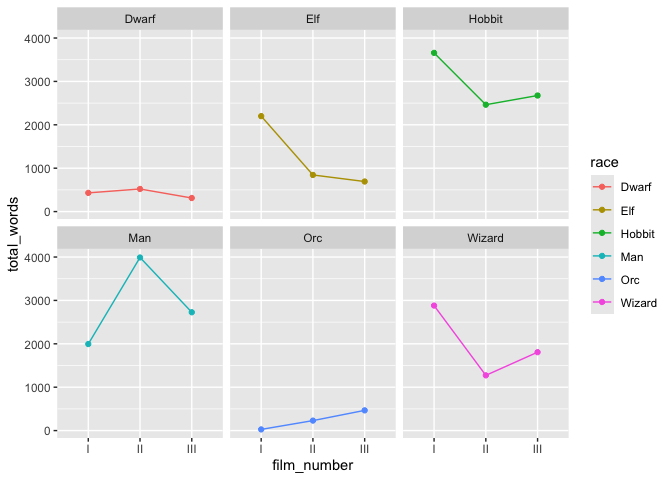 Dwarf Elf Hobbit
4000
3000
2000
1000
0
Man Orc Wizard
4000
3000
2000
1000
0
I II III I II III I II III
film_number
total_words
race
Dwarf
Elf
Hobbit
Man
Orc
Wizard